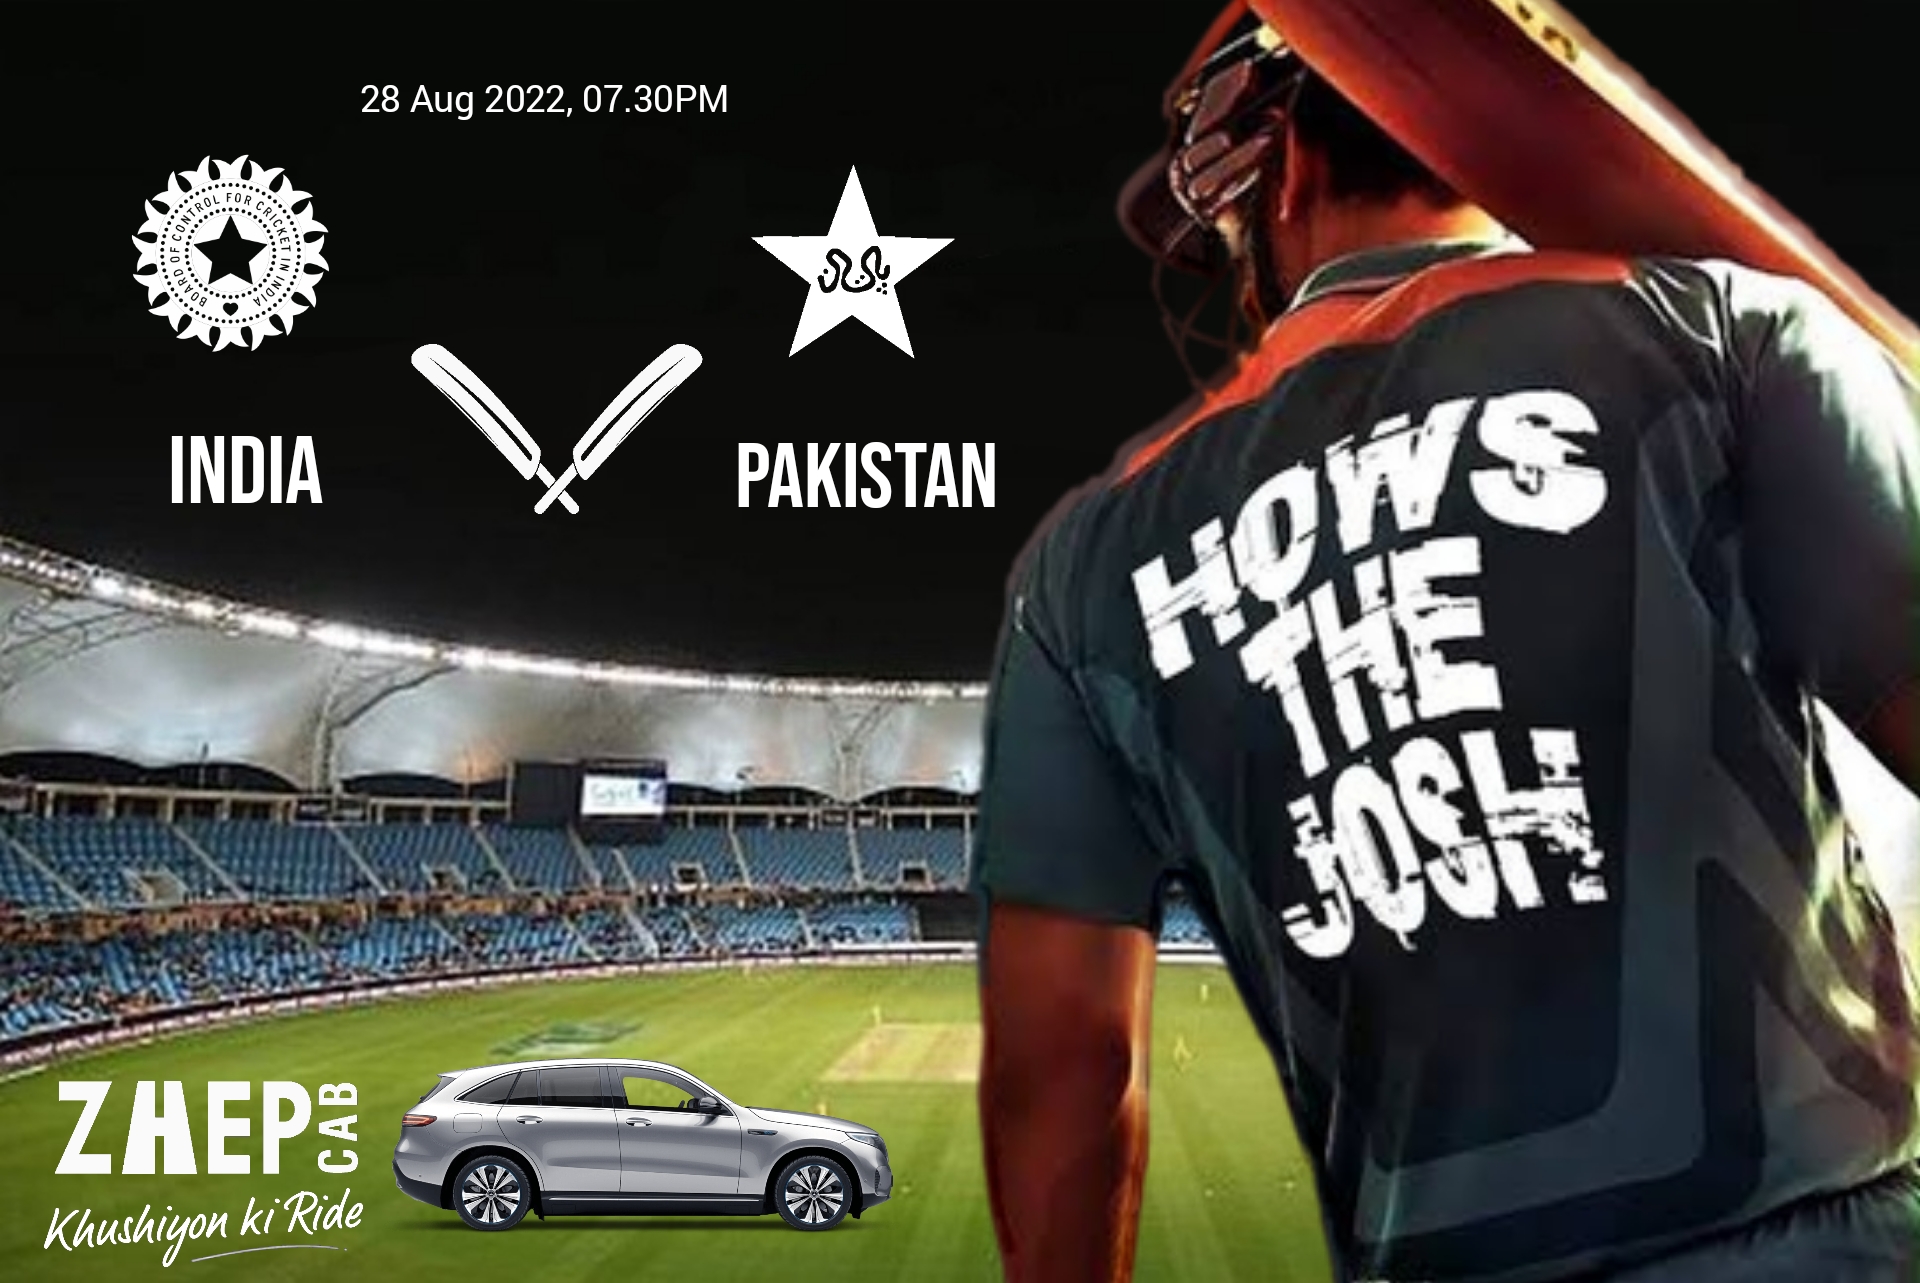 28 Aug 2022, 07.30PM
BOARD OF CONTROL FOR CRICKET IN INDIA
INDIA
PAKISTAN
HOWS
THE
JOSH
ZHEP CAB
Khushiyon ki Ride